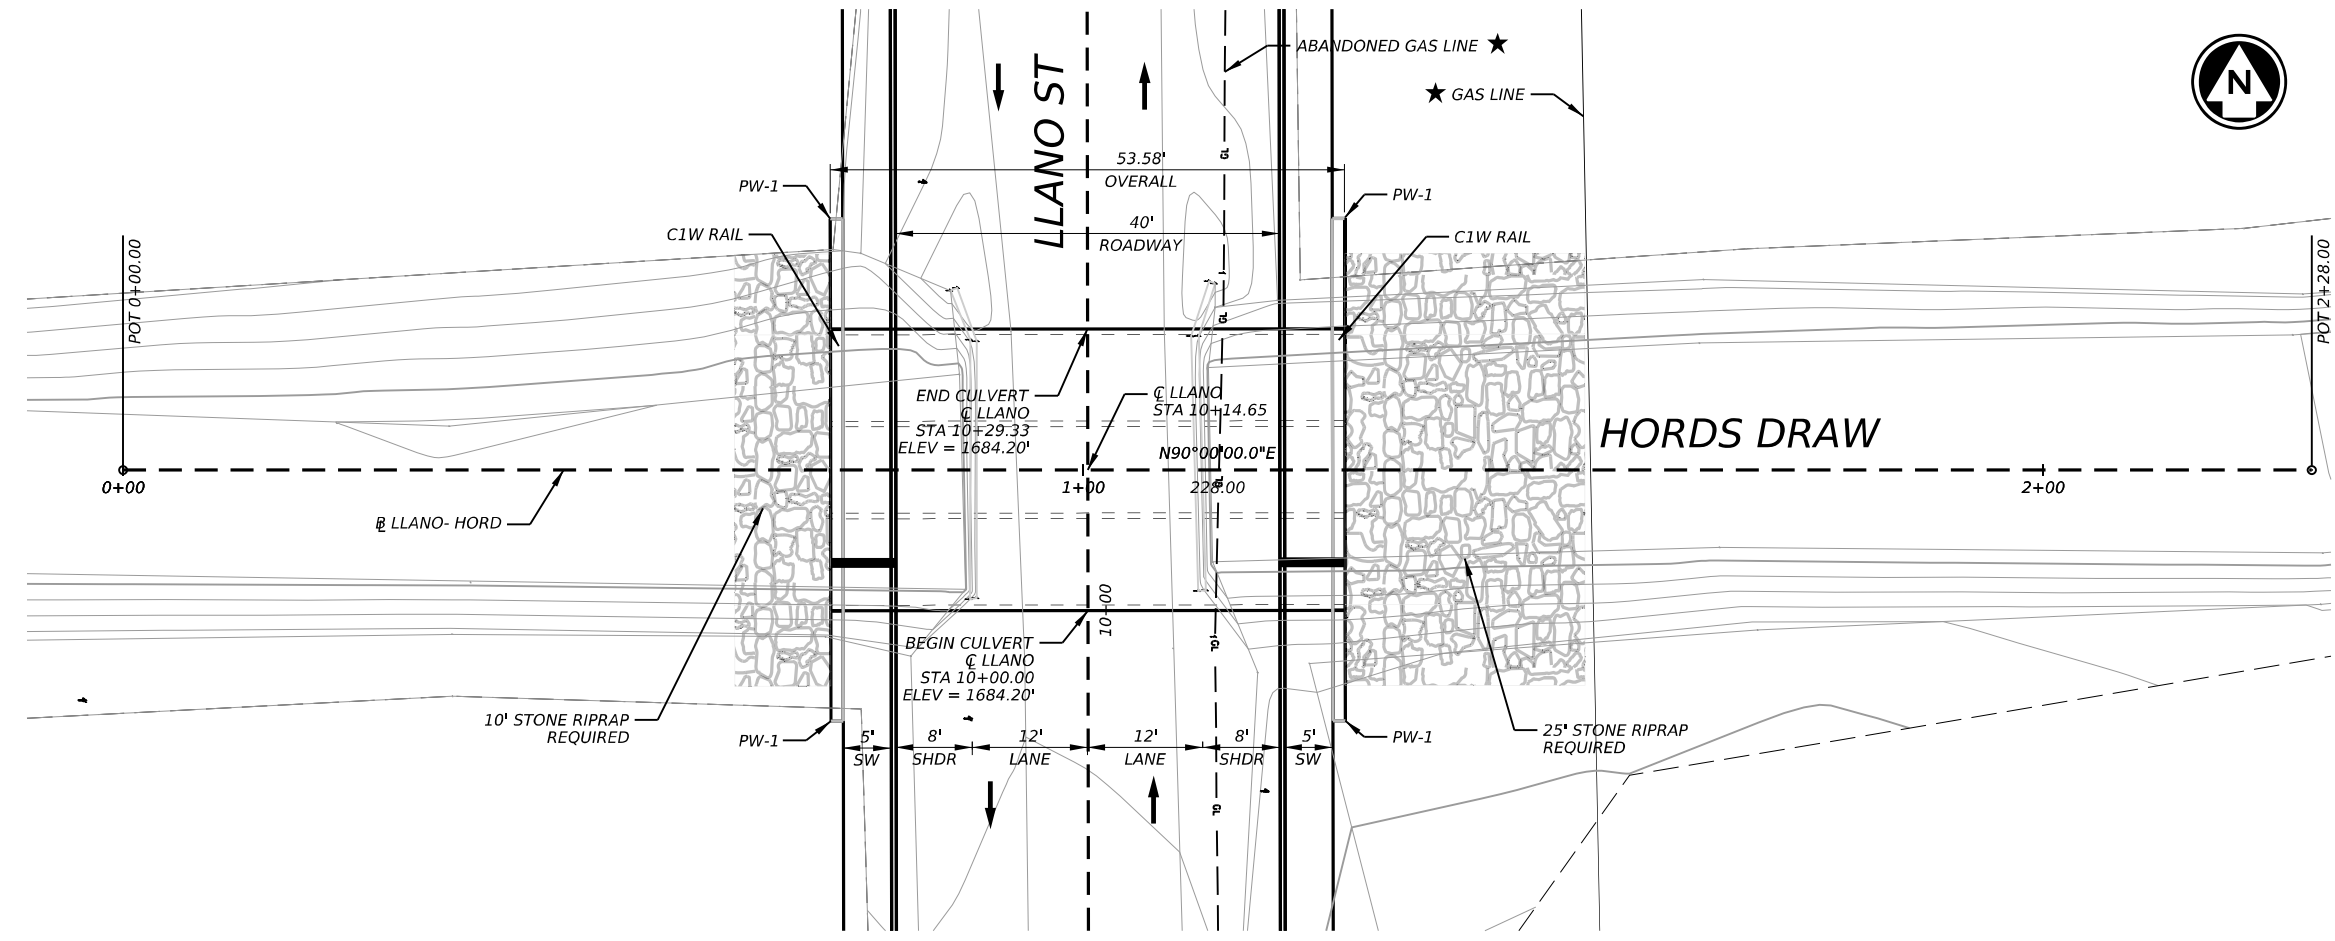 ABANDONED GAS LINE ★
★ GAS LINE
N
LLANO ST
53.58'
OVERALL
PW-1
PW-1
40'
ROADWAY
C1W RAIL
C1W RAIL
POT 0+00.00
POT 2+28.00
GL
GL
END CULVERT
℄ LLANO
STA 10+29.33
ELEV = 1684.20'
℄ LLANO
STA 10+14.65
HORDS DRAW
N90°00'00.0"E
0+00
1+00
228.00
GL
2+00
B LLANO- HORD
10+00
BEGIN CULVERT
℄ LLANO
STA 10+00.00
ELEV = 1684.20'
GL
10' STONE RIPRAP
REQUIRED
25' STONE RIPRAP
REQUIRED
PW-1
PW-1
5'
SW
8'
SHDR
12'
LANE
12'
LANE
8'
SHDR
5'
SW
GL